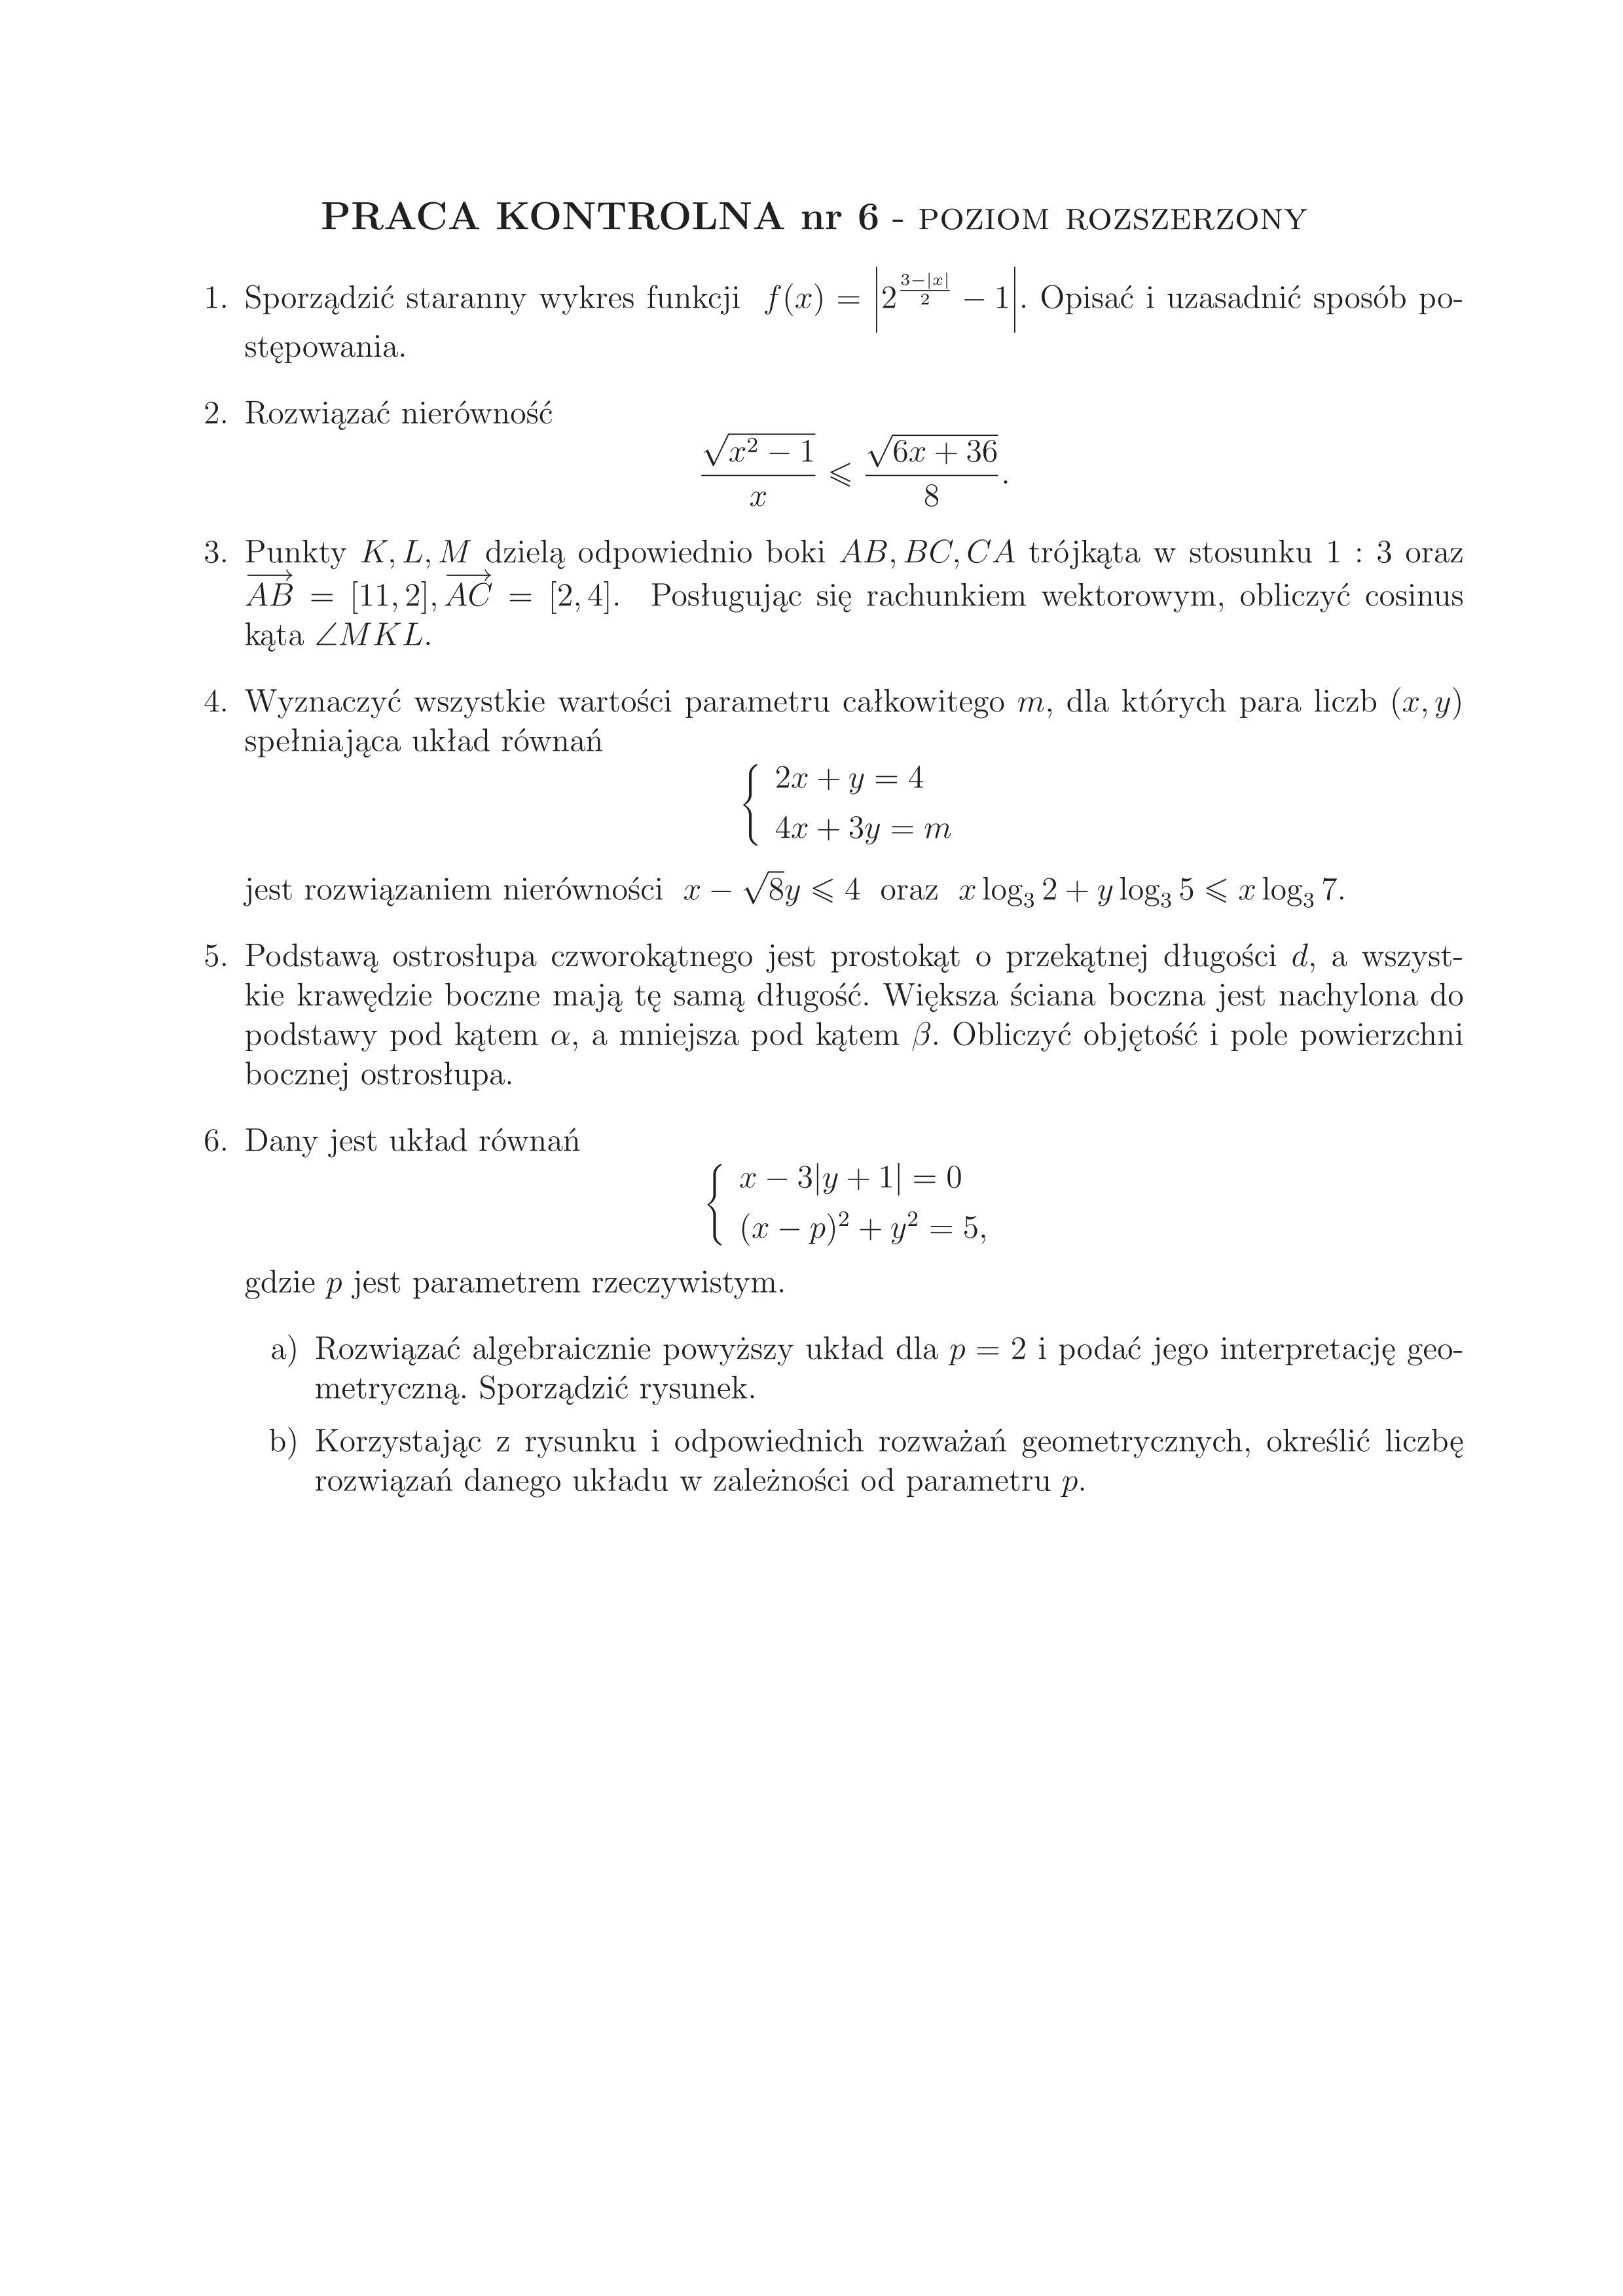 PRACA KONTROLNA nr 6 - POZIOM ROZSZERZONY
1. Sporządzić staranny wykres funkcji $f(x) = \left|2^{\frac{3-|x|}{2}} - 1\right|$. Opisać i uzasadnić sposób po-
stępowania.
2. Rozwiązać nierówność
$\frac{\sqrt{x^2-1}}{x} \leqslant \frac{\sqrt{6x+36}}{8}.$
3. Punkty $K, L, M$ dzielą odpowiednio boki $AB, BC, CA$ trójkąta w stosunku 1 : 3 oraz
$\overrightarrow{AB} = [11, 2], \overrightarrow{AC} = [2, 4].$ Posługując się rachunkiem wektorowym, obliczyć cosinus
kąta $\angle MKL$.
4. Wyznaczyć wszystkie wartości parametru całkowitego $m$, dla których para liczb $(x, y)$
spełniająca układ równań
$\begin{cases} 2x + y = 4 \\ 4x + 3y = m \end{cases}$
jest rozwiązaniem nierówności $x - \sqrt{8}y \leqslant 4$ oraz $x \log_3 2 + y \log_3 5 \leqslant x \log_3 7$.
5. Podstawą ostrosłupa czworokątnego jest prostokąt o przekątnej długości $d$, a wszyst-
kie krawędzie boczne mają tę samą długość. Większa ściana boczna jest nachylona do
podstawy pod kątem $\alpha$, a mniejsza pod kątem $\beta$. Obliczyć objętość i pole powierzchni
bocznej ostrosłupa.
6. Dany jest układ równań
$\begin{cases} x - 3|y + 1| = 0 \\ (x - p)^2 + y^2 = 5, \end{cases}$
gdzie $p$ jest parametrem rzeczywistym.
a) Rozwiązać algebraicznie powyższy układ dla $p = 2$ i podać jego interpretację geo-
metryczną. Sporządzić rysunek.
b) Korzystając z rysunku i odpowiednich rozważań geometrycznych, określić liczbę
rozwiązań danego układu w zależności od parametru $p$.